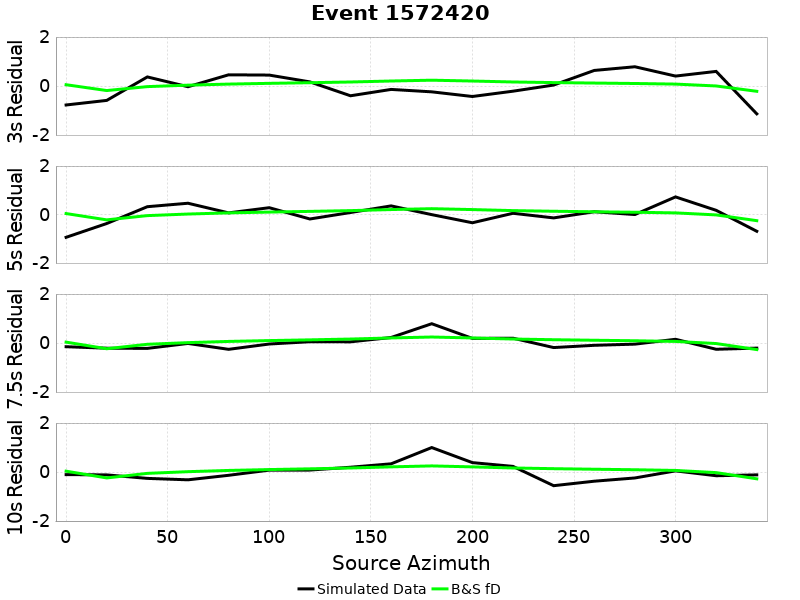 Event 1572420
3s Residual
2
0
-2
5s Residual
2
0
-2
7.5s Residual
2
0
-2
10s Residual
2
0
-2
0 50 100 150 200 250 300
Source Azimuth
Simulated Data B&S fD